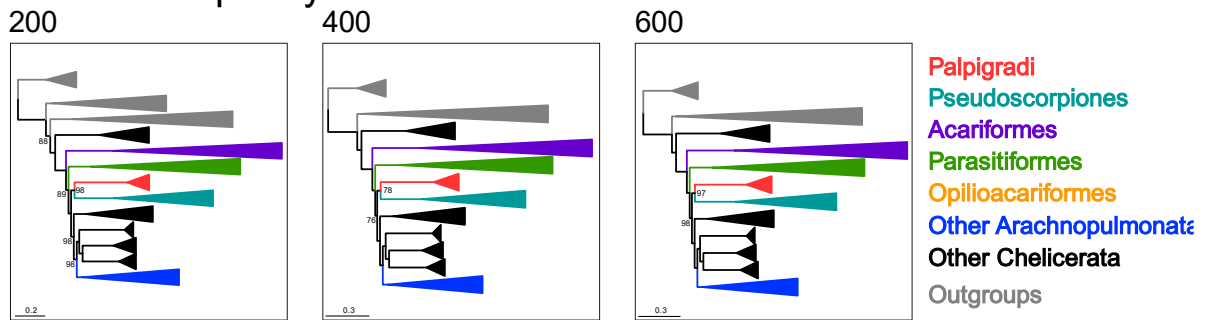 200
400
600
88
89
98
98
98
0.2
78
76
0.3
97
98
0.3
Palpigradi
Pseudoscorpiones
Acariformes
Parasitiformes
Opilioacariformes
Other Arachnopulmonata
Other Chelicerata
Outgroups